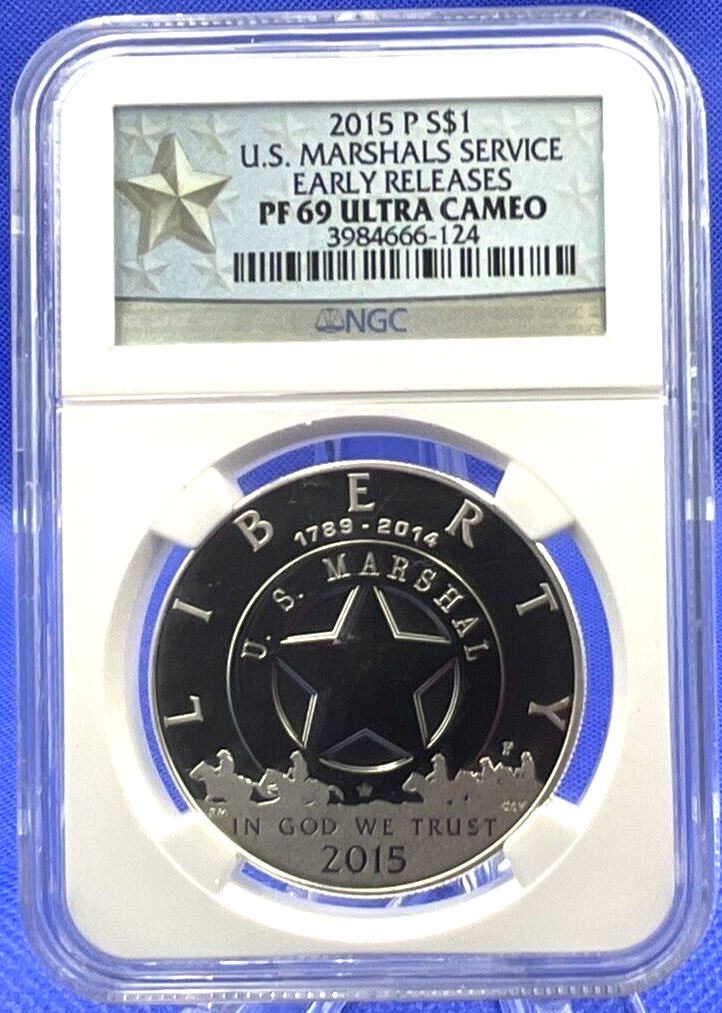 2015 P S$1
U.S. MARSHALS SERVICE
EARLY RELEASES
PF 69 ULTRA CAMEO
3984666-124
NGC
LIBERTY
1789-2014
U.S. MARSHAL
P
IN GOD WE TRUST
2015